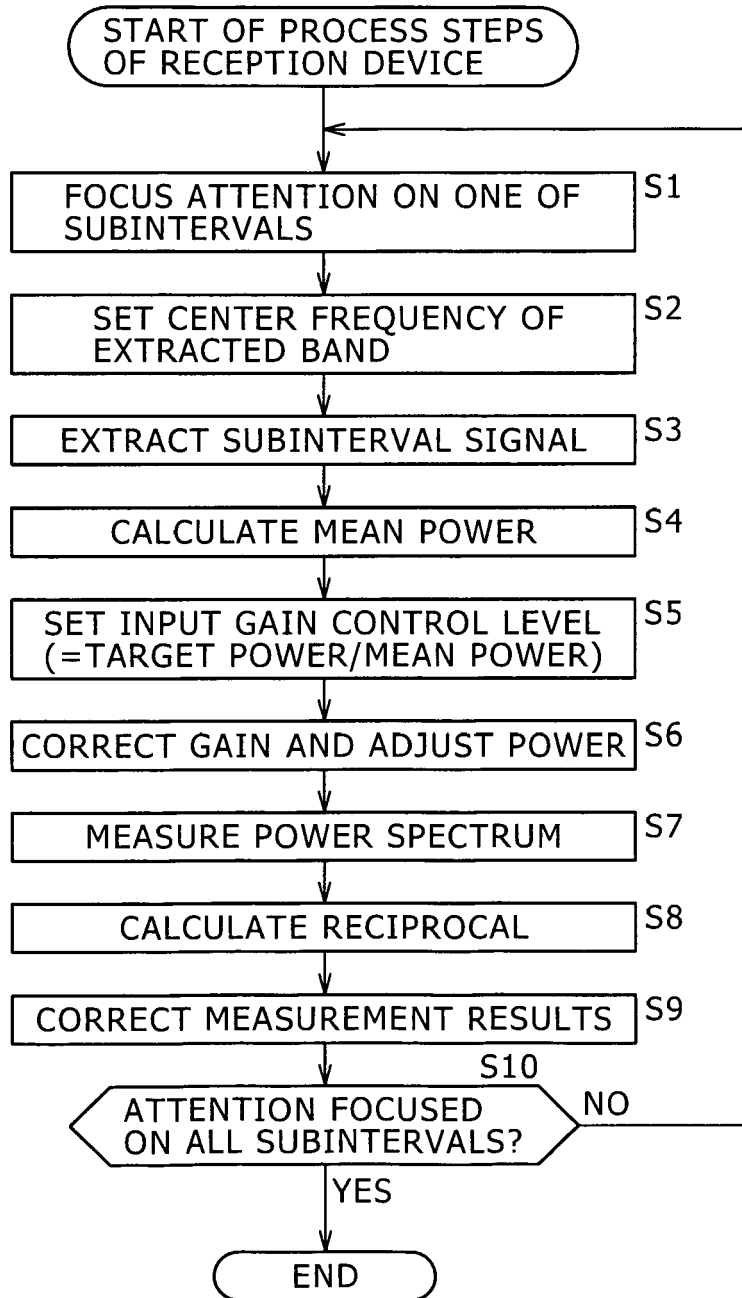 START OF PROCESS STEPS
OF RECEPTION DEVICE
FOCUS ATTENTION ON ONE OF
SUBINTERVALS
S1
SET CENTER FREQUENCY OF
EXTRACTED BAND
S2
EXTRACT SUBINTERVAL SIGNAL
S3
CALCULATE MEAN POWER
S4
SET INPUT GAIN CONTROL LEVEL
(=TARGET POWER/MEAN POWER)
S5
CORRECT GAIN AND ADJUST POWER
S6
MEASURE POWER SPECTRUM
S7
CALCULATE RECIPROCAL
S8
CORRECT MEASUREMENT RESULTS
S9
S10
ATTENTION FOCUSED
ON ALL SUBINTERVALS?
NO
YES
END